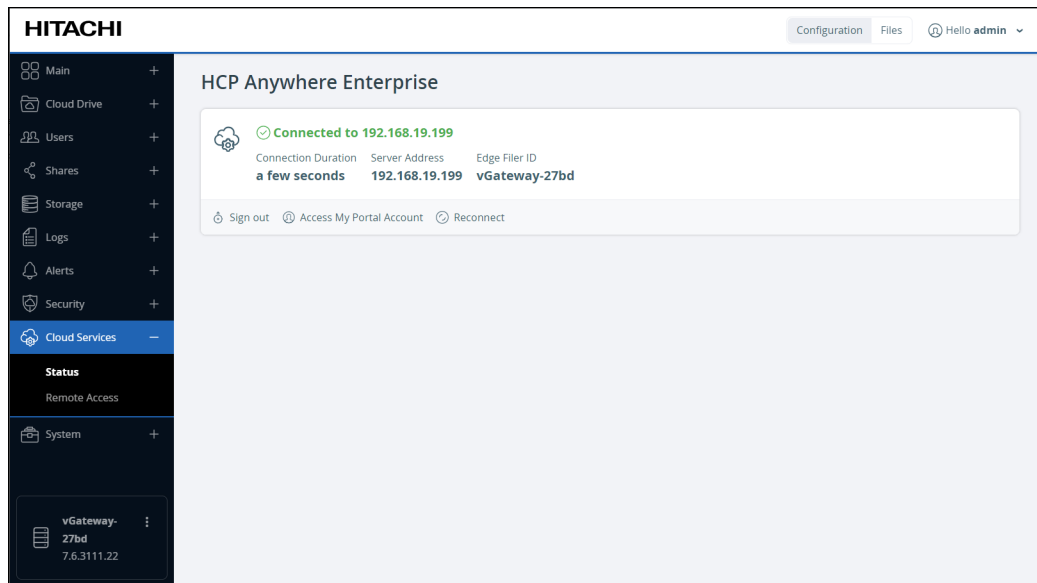 HITACHI
Configuration
Files
Hello admin
Main
Cloud Drive
Users
Shares
Storage
Logs
Alerts
Security
Cloud Services
Status
Remote Access
System
vGateway-
27bd
7.6.3111.22
HCP Anywhere Enterprise
Connected to 192.168.19.199
Connection Duration Server Address Edge Filer ID
a few seconds 192.168.19.199 vGateway-27bd
Sign out Access My Portal Account Reconnect